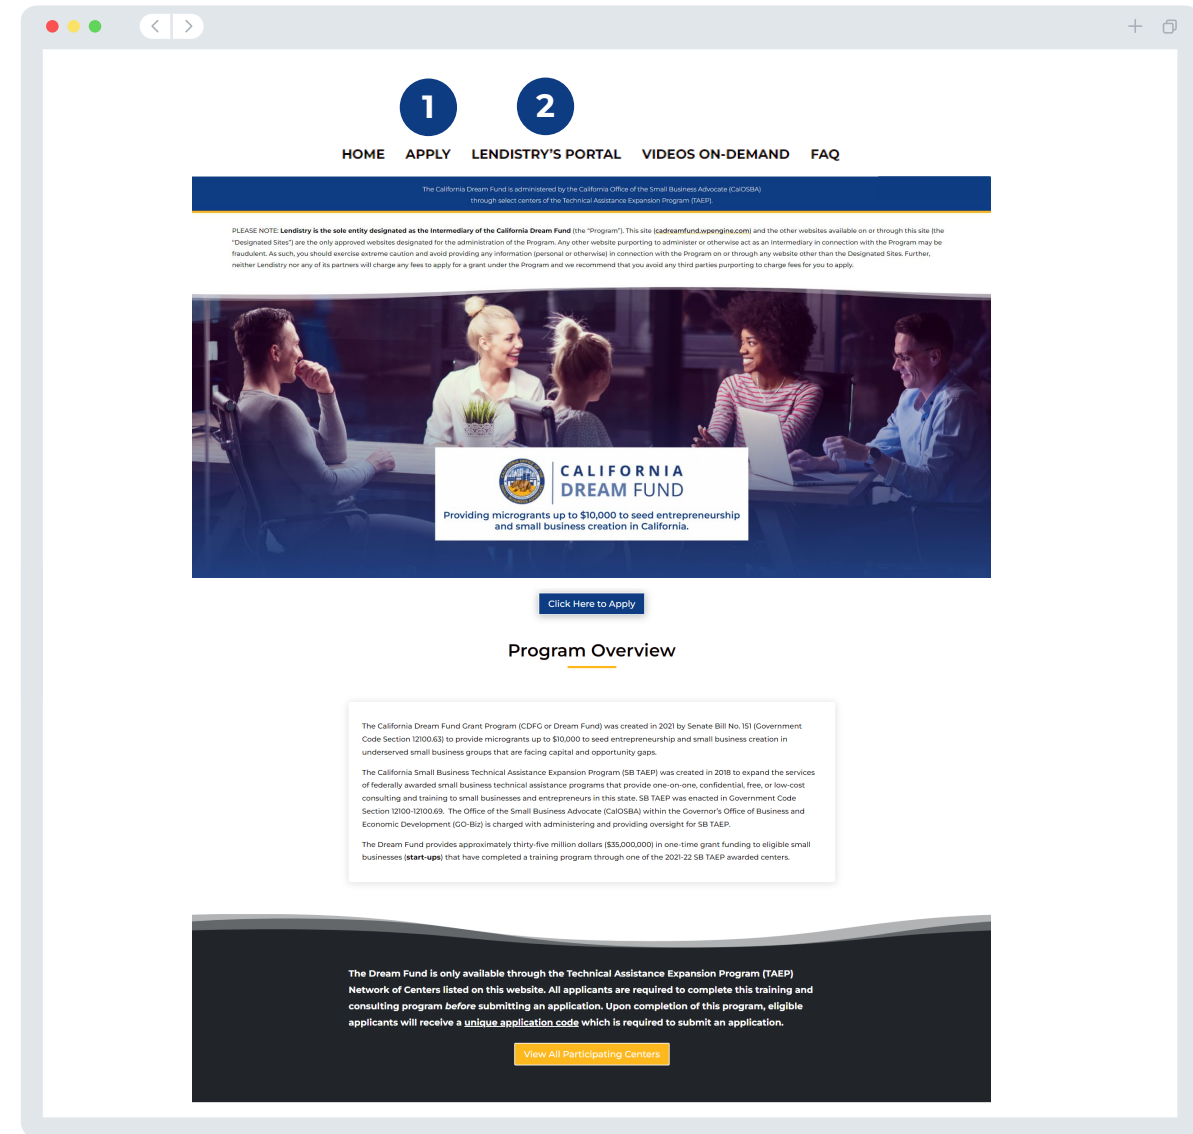 1 2
HOME APPLY LENDISTRY'S PORTAL VIDEOS ON-DEMAND FAQ
The California Dream Fund is administered by the California Office of the Small Business Advocate (CalOSBA)
through select centers of the Technical Assistance Expansion Program (TAEP).
PLEASE NOTE: Lendistry is the sole entity designated as the Intermediary of the California Dream Fund (the "Program"). This site (cadreamfund.wpengine.com) and the other websites available on or through this site (the
"Designated Sites") are the only approved websites designated for the administration of the Program. Any other website purporting to administer or otherwise act as an Intermediary in connection with the Program may be
fraudulent. As such, you should exercise extreme caution and avoid providing any information (personal or otherwise) in connection with the Program on or through any website other than the Designated Sites. Further,
neither Lendistry nor any of its partners will charge any fees to apply for a grant under the Program and we recommend that you avoid any third parties purporting to charge fees for you to apply.
CALIFORNIA
DREAM FUND
Providing microgrants up to $10,000 to seed entrepreneurship
and small business creation in California.
Click Here to Apply
Program Overview
The California Dream Fund Grant Program (CDFG or Dream Fund) was created in 2021 by Senate Bill No. 151 (Government
Code Section 12100.63) to provide microgrants up to $10,000 to seed entrepreneurship and small business creation in
underserved small business groups that are facing capital and opportunity gaps.
The California Small Business Technical Assistance Expansion Program (SB TAEP) was created in 2018 to expand the services
of federally awarded small business technical assistance programs that provide one-on-one, confidential, free, or low-cost
consulting and training to small businesses and entrepreneurs in this state. SB TAEP was enacted in Government Code
Section 12100-12100.69. The Office of the Small Business Advocate (CalOSBA) within the Governor's Office of Business and
Economic Development (GO-Biz) is charged with administering and providing oversight for SB TAEP.
The Dream Fund provides approximately thirty-five million dollars ($35,000,000) in one-time grant funding to eligible small
businesses (start-ups) that have completed a training program through one of the 2021-22 SB TAEP awarded centers.
The Dream Fund is only available through the Technical Assistance Expansion Program (TAEP)
Network of Centers listed on this website. All applicants are required to complete this training and
consulting program before submitting an application. Upon completion of this program, eligible
applicants will receive a unique application code which is required to submit an application.
View All Participating Centers